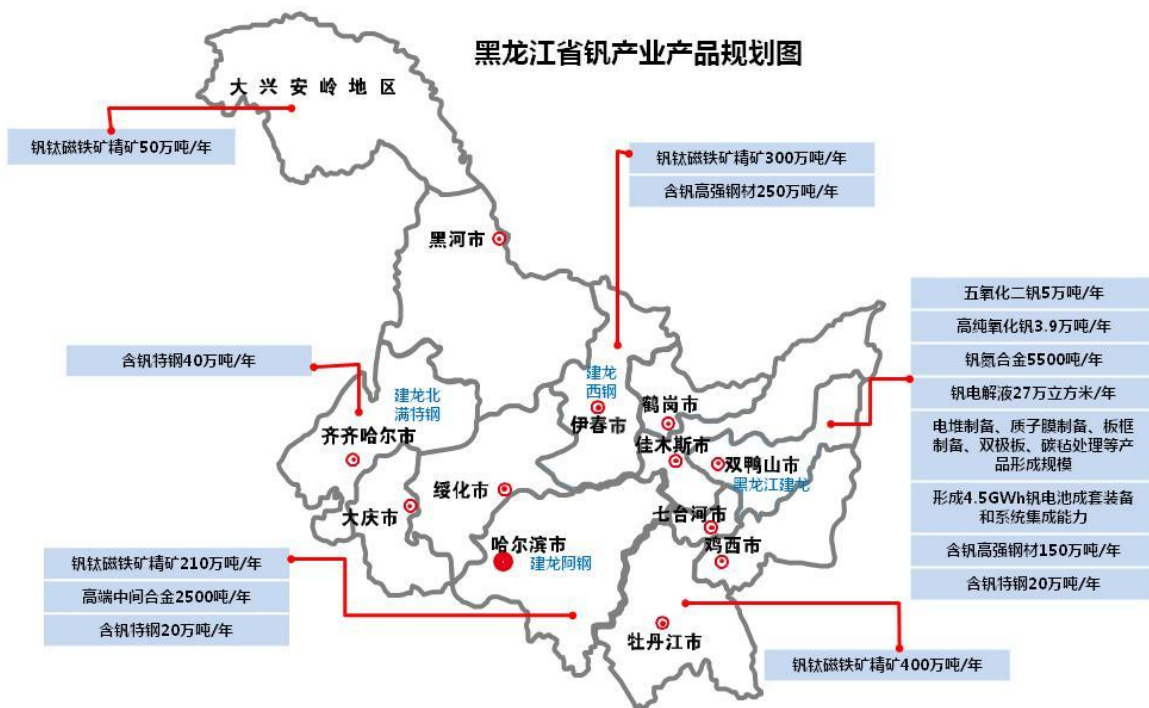 黑龙江省钒产业产品规划图
大兴安岭地区
钒钛磁铁矿精矿50万吨/年
钒钛磁铁矿精矿300万吨/年
含钒高强钢材250万吨/年
黑河市
五氧化二钒5万吨/年
高纯氧化钒3.9万吨/年
钒氮合金5500吨/年
钒电解液27万立方米/年
电堆制备、质子膜制备、板框
制备、双极板、碳毡处理等产
品形成规模
形成4.5GWh钒电池成套装备
和系统集成能力
含钒高强钢材150万吨/年
含钒特钢20万吨/年
含钒特钢40万吨/年
建龙北
满特钢
齐齐哈尔市
建龙
西钢
伊春市
鹤岗市
佳木斯市
双鸭山市
黑龙江建龙
绥化市
大庆市
七台河市
哈尔滨市
建龙阿钢
鸡西市
钒钛磁铁矿精矿210万吨/年
高端中间合金2500吨/年
含钒特钢20万吨/年
牡丹江市
钒钛磁铁矿精矿400万吨/年